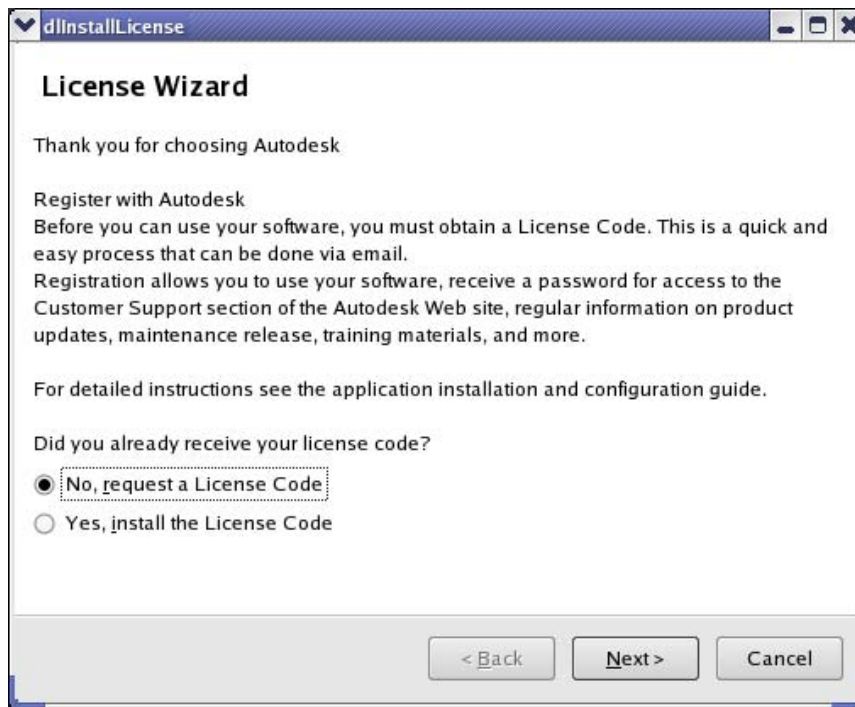 dlInstallLicense
License Wizard
Thank you for choosing Autodesk
Register with Autodesk
Before you can use your software, you must obtain a License Code. This is a quick and
easy process that can be done via email.
Registration allows you to use your software, receive a password for access to the
Customer Support section of the Autodesk Web site, regular information on product
updates, maintenance release, training materials, and more.
For detailed instructions see the application installation and configuration guide.
Did you already receive your license code?
No, request a License Code
Yes, install the License Code
< Back Next > Cancel